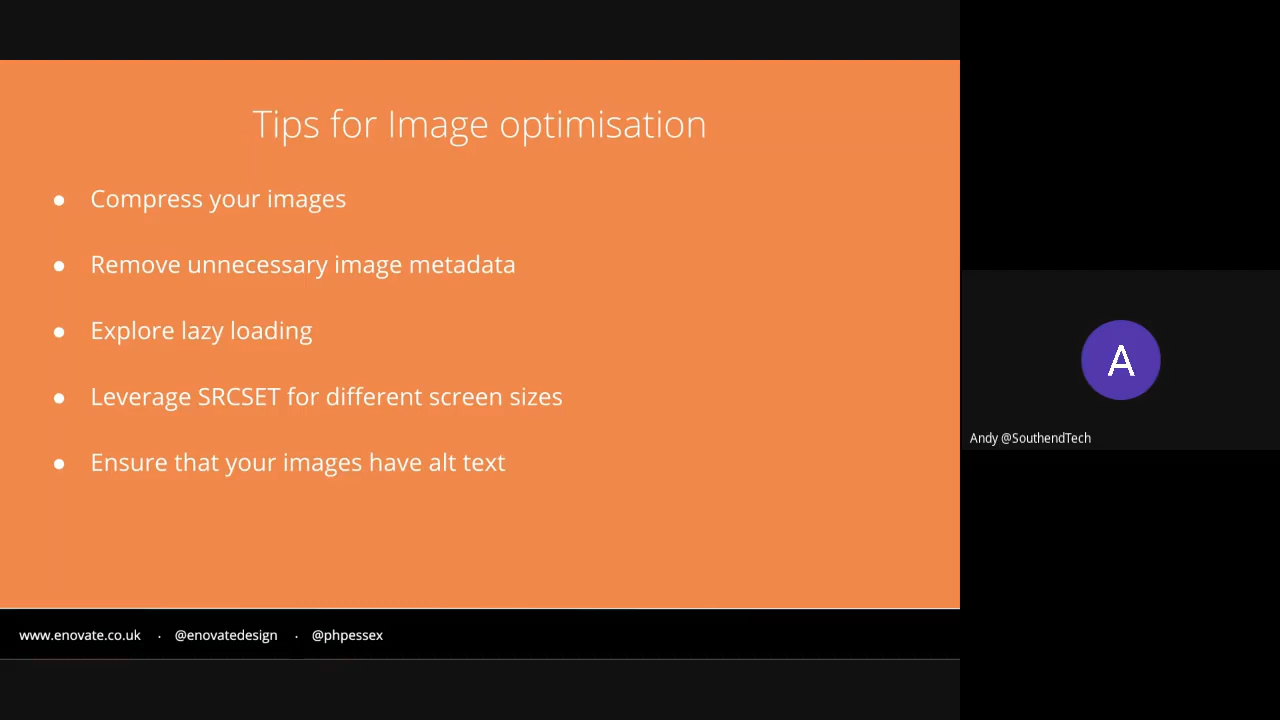 Tips for Image optimisation
● Compress your images
● Remove unnecessary image metadata
● Explore lazy loading
● Leverage SRCSET for different screen sizes
● Ensure that your images have alt text
www.enovate.co.uk · @enovatedesign · @phpessex
A
Andy @SouthendTech